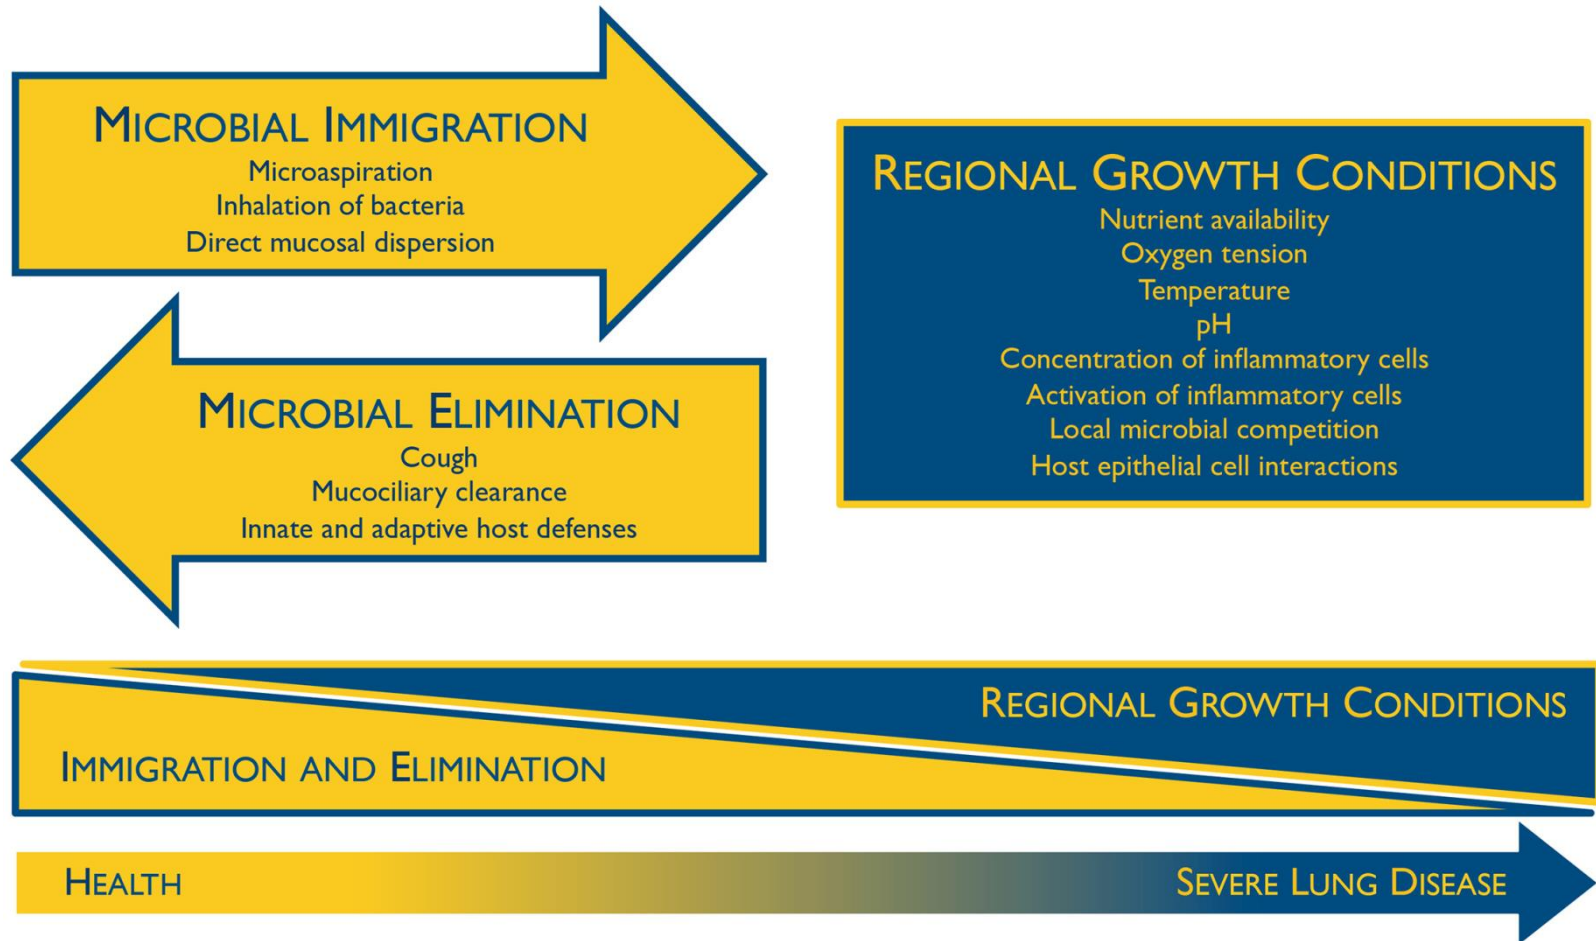 MICROBIAL IMMIGRATION
Microaspiration
Inhalation of bacteria
Direct mucosal dispersion
MICROBIAL ELIMINATION
Cough
Mucociliary clearance
Innate and adaptive host defenses
REGIONAL GROWTH CONDITIONS
Nutrient availability
Oxygen tension
Temperature
pH
Concentration of inflammatory cells
Activation of inflammatory cells
Local microbial competition
Host epithelial cell interactions
REGIONAL GROWTH CONDITIONS
IMMIGRATION AND ELIMINATION
HEALTH
SEVERE LUNG DISEASE